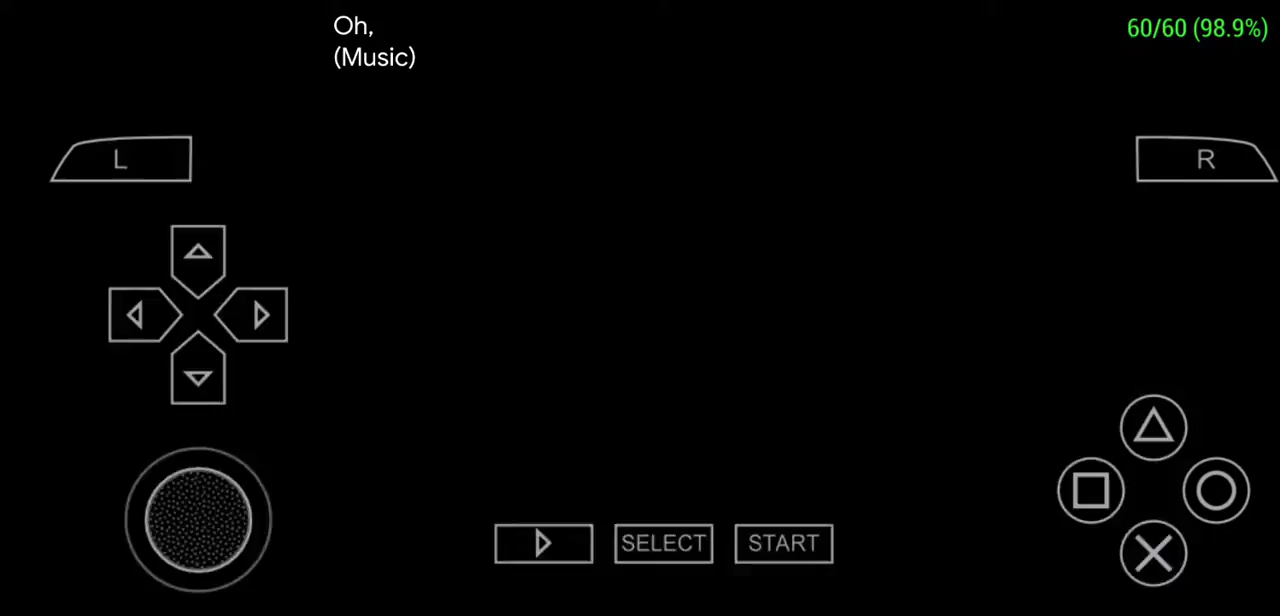 Oh,
(Music)
60/60 (98.9%)
L
R
SELECT
START